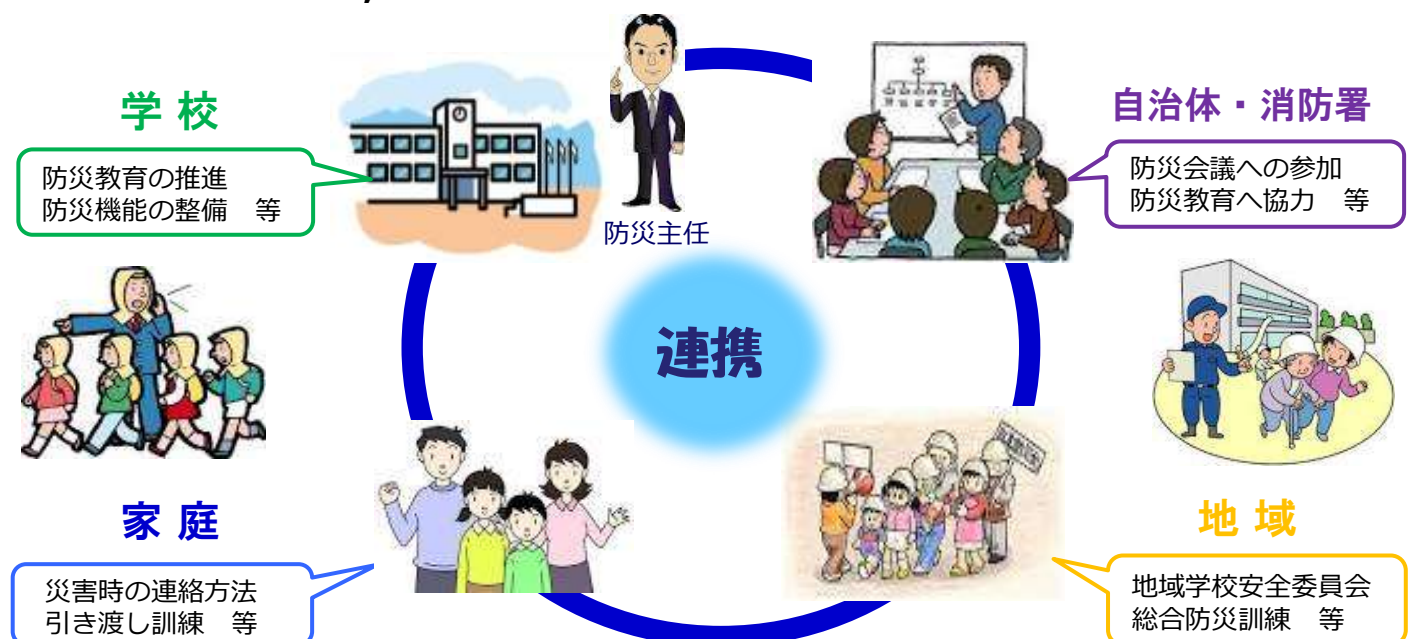 学校
防災教育の推進
防災機能の整備　等
防災主任
自治体・消防署
防災会議への参加
防災教育へ協力　等
連携
家庭
災害時の連絡方法
引き渡し訓練　等
地域
地域学校安全委員会
総合防災訓練　等